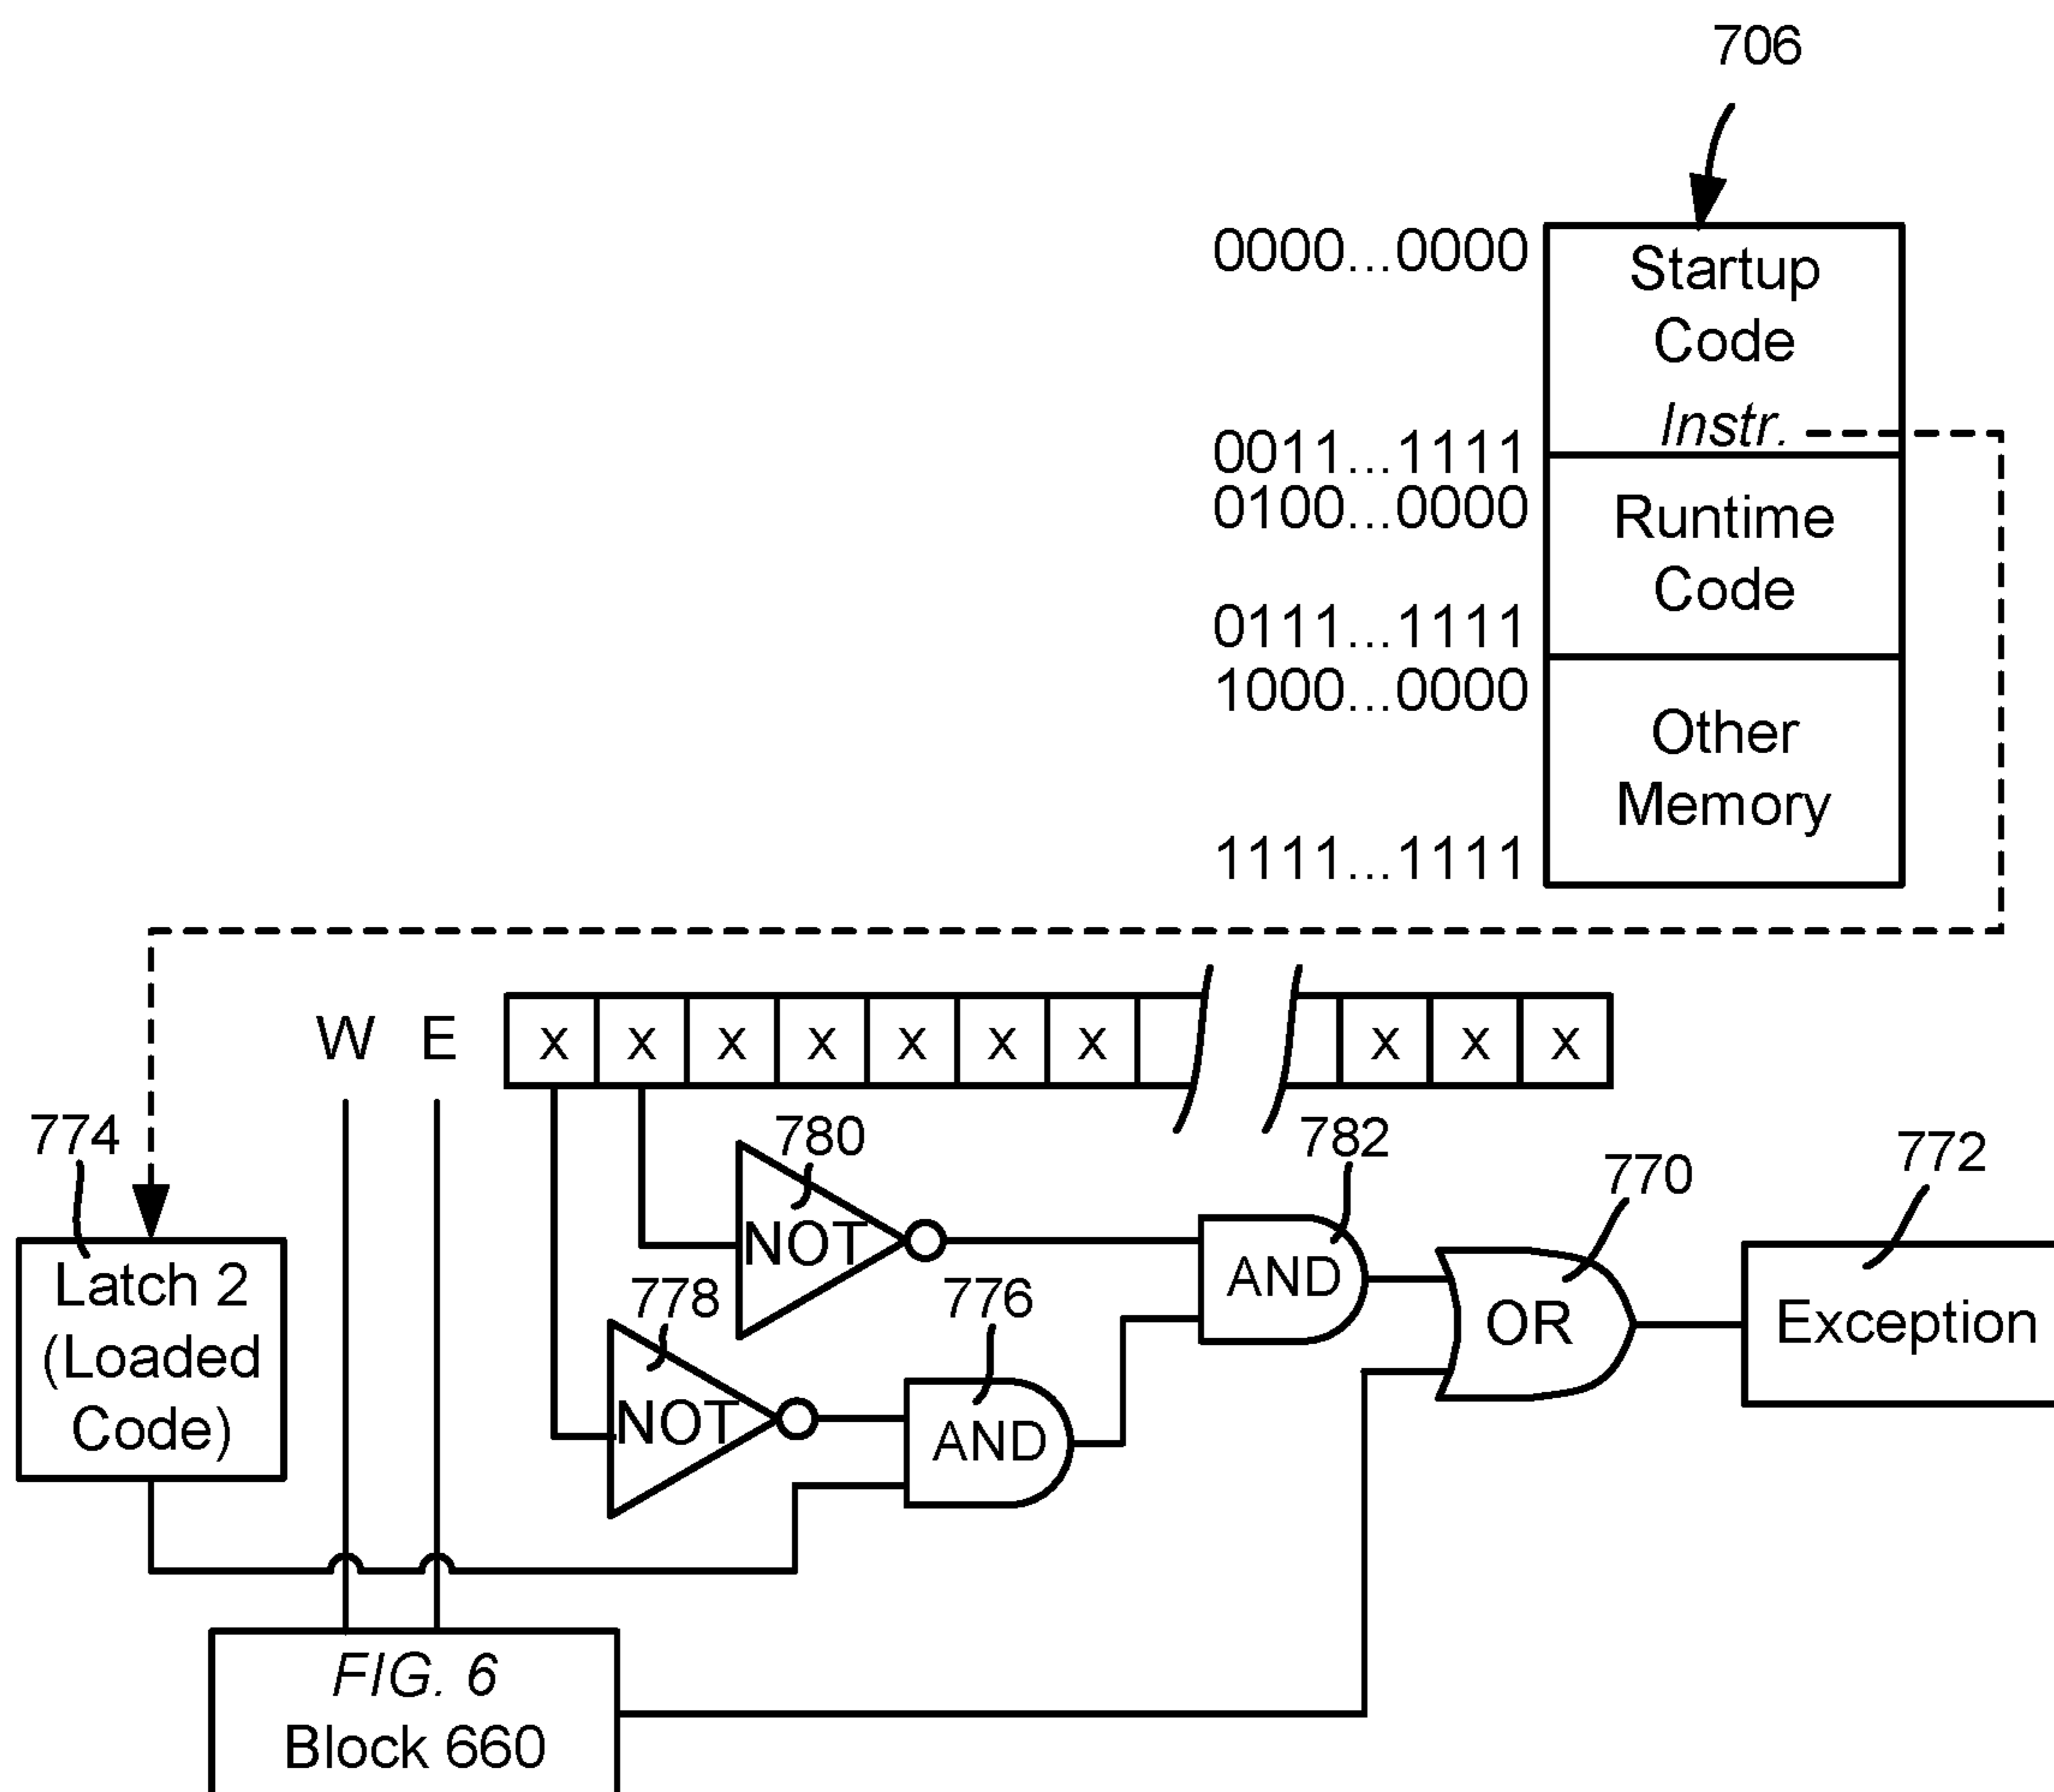 706
0000...0000
Startup
Code
Instr.
0011...1111
0100...0000
Runtime
Code
0111...1111
1000...0000
Other
Memory
1111...1111
W E x x x x x x x x x x
774
780
782
770
772
NOT
AND
778
776
Latch 2
(Loaded
Code)
OR
Exception
NOT
AND
FIG. 6
Block 660